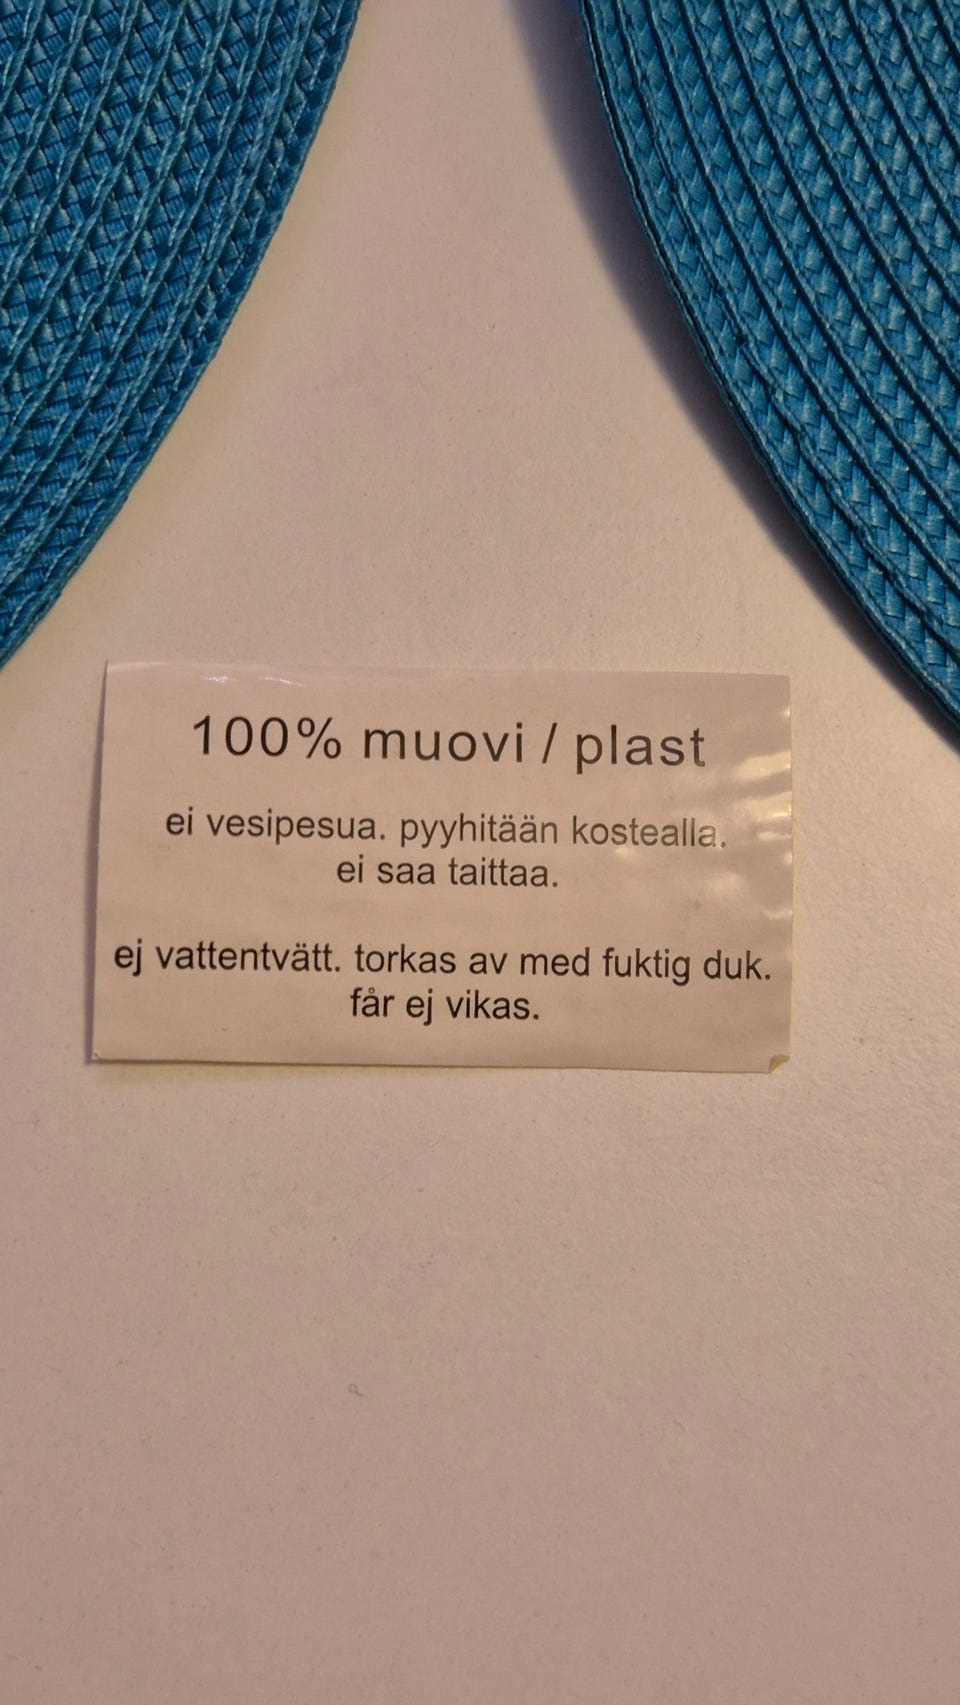 100% muovi / plast
ei vesipesua. pyyhitään kostealla.
ei saa taittaa.
ej vattentvätt. torkas av med fuktig duk.
får ej vikas.